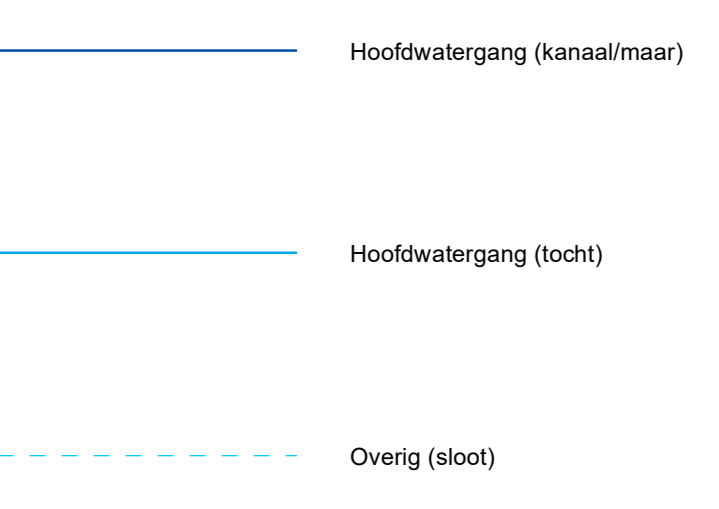 Hoofdwatergang (kanaal/maar)
Hoofdwatergang (tocht)
Overig (sloot)